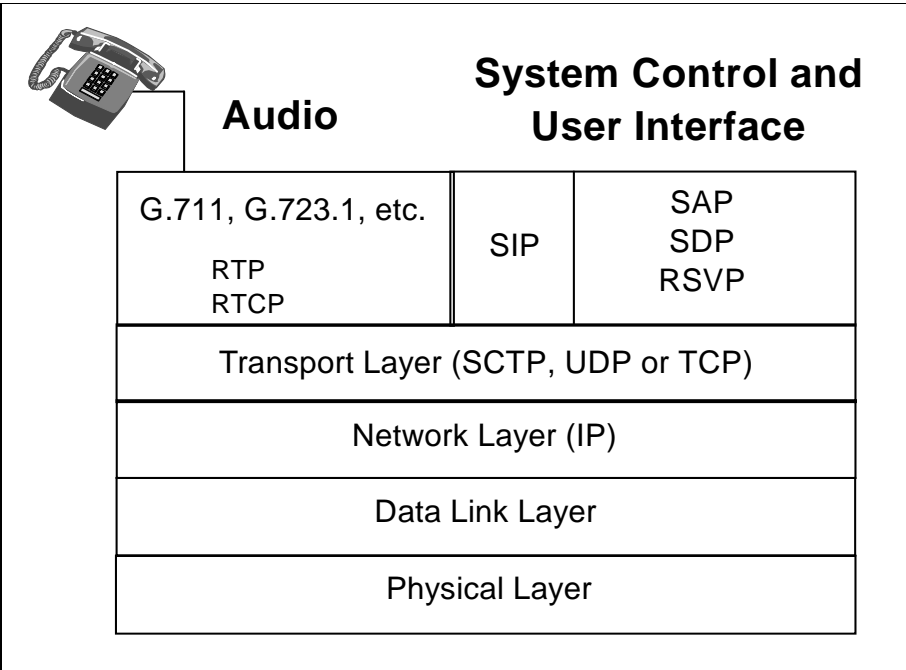 Audio
System Control and
User Interface
G.711, G.723.1, etc.
RTP
RTCP
SIP
SAP
SDP
RSVP
Transport Layer (SCTP, UDP or TCP)
Network Layer (IP)
Data Link Layer
Physical Layer